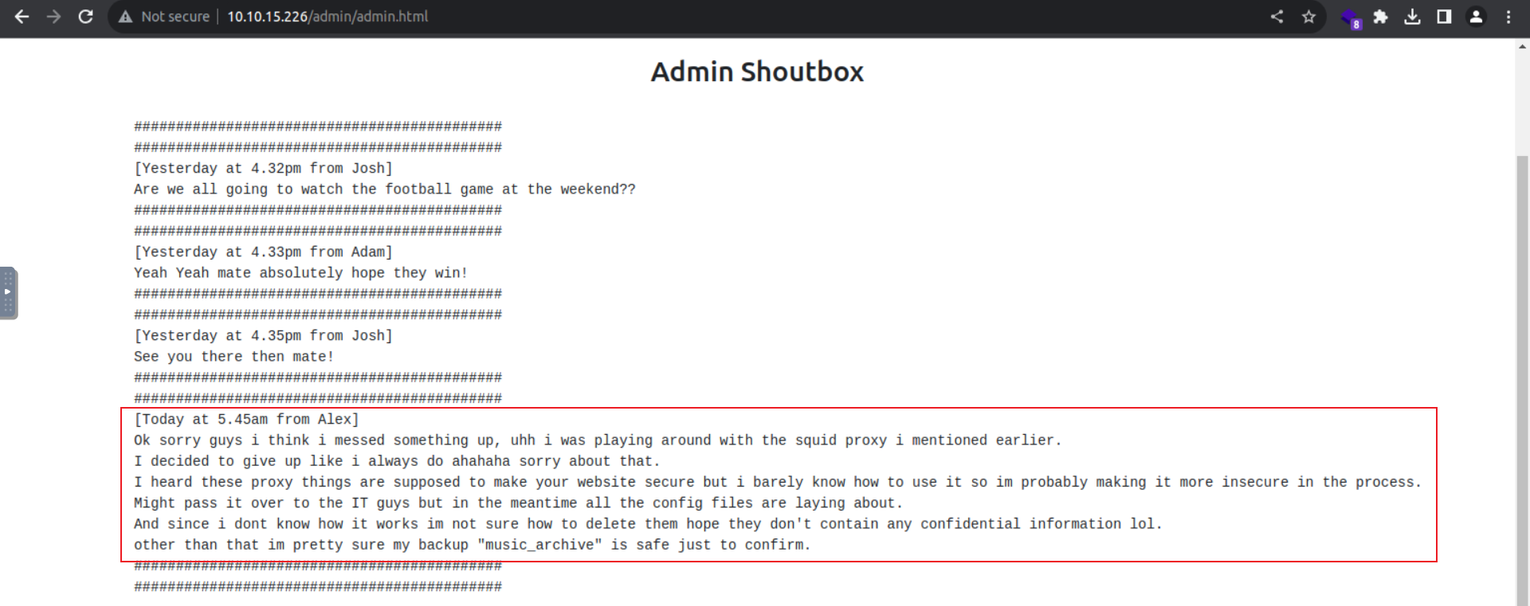 Not secure 10.10.15.226/admin/admin.html
8
Admin Shoutbox
############################################
############################################
[Yesterday at 4.32pm from Josh]
Are we all going to watch the football game at the weekend??
############################################
############################################
[Yesterday at 4.33pm from Adam]
Yeah Yeah mate absolutely hope they win!
############################################
############################################
[Yesterday at 4.35pm from Josh]
See you there then mate!
############################################
############################################
[Today at 5.45am from Alex]
Ok sorry guys i think i messed something up, uhh i was playing around with the squid proxy i mentioned earlier.
I decided to give up like i always do ahahaha sorry about that.
I heard these proxy things are supposed to make your website secure but i barely know how to use it so im probably making it more insecure in the process.
Might pass it over to the IT guys but in the meantime all the config files are laying about.
And since i dont know how it works im not sure how to delete them hope they don't contain any confidential information lol.
other than that im pretty sure my backup "music_archive" is safe just to confirm.
############################################
############################################